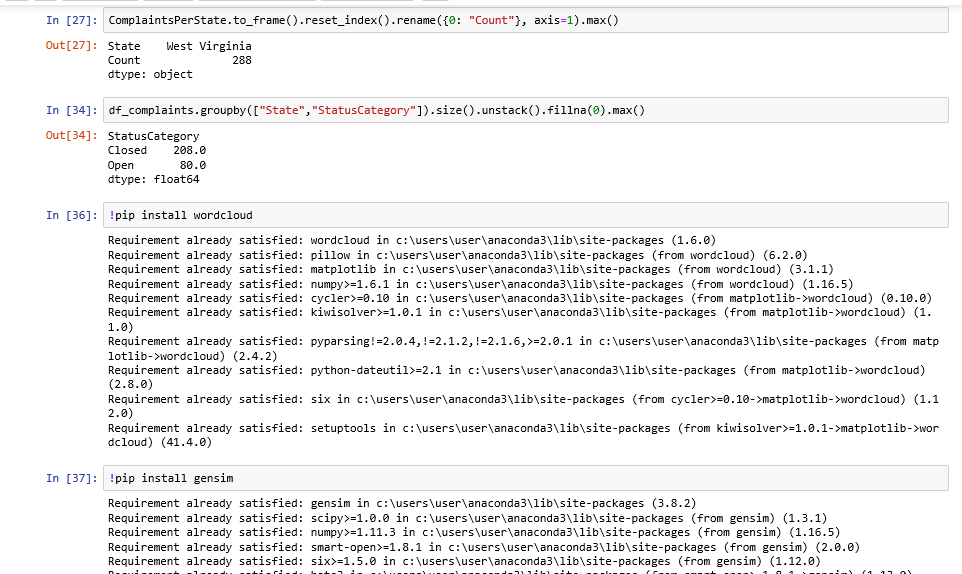 In [27]: ComplaintsPerState.to_frame().reset_index().rename({0: "Count"}, axis=1).max()
Out[27]: State    West Virginia
Count              288
dtype: object
In [34]: df_complaints.groupby(["State","StatusCategory"]).size().unstack().fillna(0).max()
Out[34]: StatusCategory
Closed    208.0
Open       80.0
dtype: float64
In [36]: !pip install wordcloud
Requirement already satisfied: wordcloud in c:\users\user\anaconda3\lib\site-packages (1.6.0)
Requirement already satisfied: pillow in c:\users\user\anaconda3\lib\site-packages (from wordcloud) (6.2.0)
Requirement already satisfied: matplotlib in c:\users\user\anaconda3\lib\site-packages (from wordcloud) (3.1.1)
Requirement already satisfied: numpy>=1.6.1 in c:\users\user\anaconda3\lib\site-packages (from wordcloud) (1.16.5)
Requirement already satisfied: cycler>=0.10 in c:\users\user\anaconda3\lib\site-packages (from matplotlib->wordcloud) (0.10.0)
Requirement already satisfied: kiwisolver>=1.0.1 in c:\users\user\anaconda3\lib\site-packages (from matplotlib->wordcloud) (1.
1.0)
Requirement already satisfied: pyparsing!=2.0.4,!=2.1.2,!=2.1.6,>=2.0.1 in c:\users\user\anaconda3\lib\site-packages (from matp
lotlib->wordcloud) (2.4.2)
Requirement already satisfied: python-dateutil>=2.1 in c:\users\user\anaconda3\lib\site-packages (from matplotlib->wordcloud)
(2.8.0)
Requirement already satisfied: six in c:\users\user\anaconda3\lib\site-packages (from cycler>=0.10->matplotlib->wordcloud) (1.1
2.0)
Requirement already satisfied: setuptools in c:\users\user\anaconda3\lib\site-packages (from kiwisolver>=1.0.1->matplotlib->wor
dcloud) (41.4.0)
In [37]: !pip install gensim
Requirement already satisfied: gensim in c:\users\user\anaconda3\lib\site-packages (3.8.2)
Requirement already satisfied: scipy>=1.0.0 in c:\users\user\anaconda3\lib\site-packages (from gensim) (1.3.1)
Requirement already satisfied: numpy>=1.11.3 in c:\users\user\anaconda3\lib\site-packages (from gensim) (1.16.5)
Requirement already satisfied: smart-open>=1.8.1 in c:\users\user\anaconda3\lib\site-packages (from gensim) (2.0.0)
Requirement already satisfied: six>=1.5.0 in c:\users\user\anaconda3\lib\site-packages (from gensim) (1.12.0)